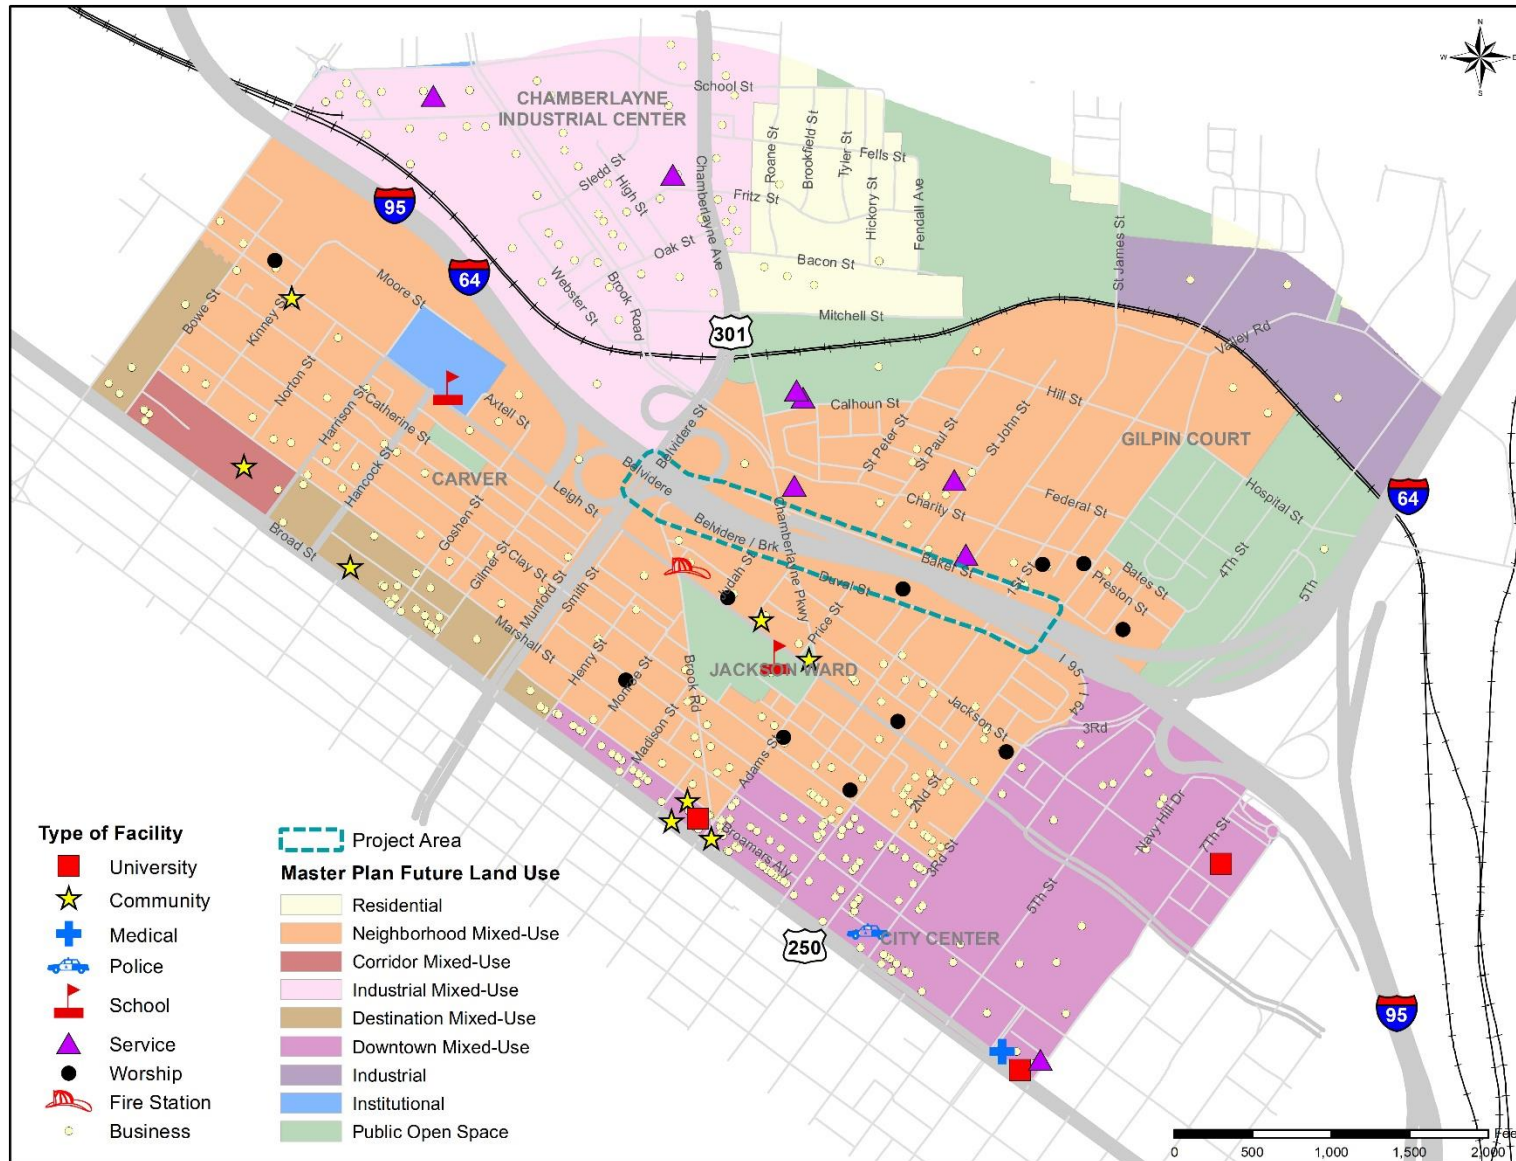 N
W
S
CHAMBERLAYNE
INDUSTRIAL CENTER
School St
Roane St
Brookfield St
Tyler St
Fells St
Hickory St
Fendall Ave
Sledd St
High St
Chamberlayne Ave
Fritz St
95
64
Oak St
Webster St
Brook Road
Bacon St
Mitchell St
301
St James St
Valley Rd
Bowe St
Kinney St
Moore St
Norton St
Harrison St
Catherine St
Axtell St
Hancock St
CARVER
Leigh St
Goshen St
Gilmer St
Clay St
Munford St
Smith St
Broad St
Marshall St
Belvidere St
Belvidere
Belvidere / Brk
Calhoun St
St Peter St
St Paul St
St John St
Hill St
GILPIN COURT
Charity St
Federal St
Hospital St
64
4Th St
5Th
Bates St
Preston St
1St St
Baker St
Duval St
Chamberlayne Pkwy
Judah St
Price St
JACKSON WARD
Henry St
Monroe St
Madison St
Brook Rd
Adams St
Jackson St
I 95
I 64
3Rd
2Nd St
3Rd St
Broamars Aly
5Th St
Navy Hill Dr
7Th St
CITY CENTER
250
95
Type of Facility
University
Community
Medical
Police
School
Service
Worship
Fire Station
Business
Project Area
Master Plan Future Land Use
Residential
Neighborhood Mixed-Use
Corridor Mixed-Use
Industrial Mixed-Use
Destination Mixed-Use
Downtown Mixed-Use
Industrial
Institutional
Public Open Space
0 500 1,000 1,500 2,000